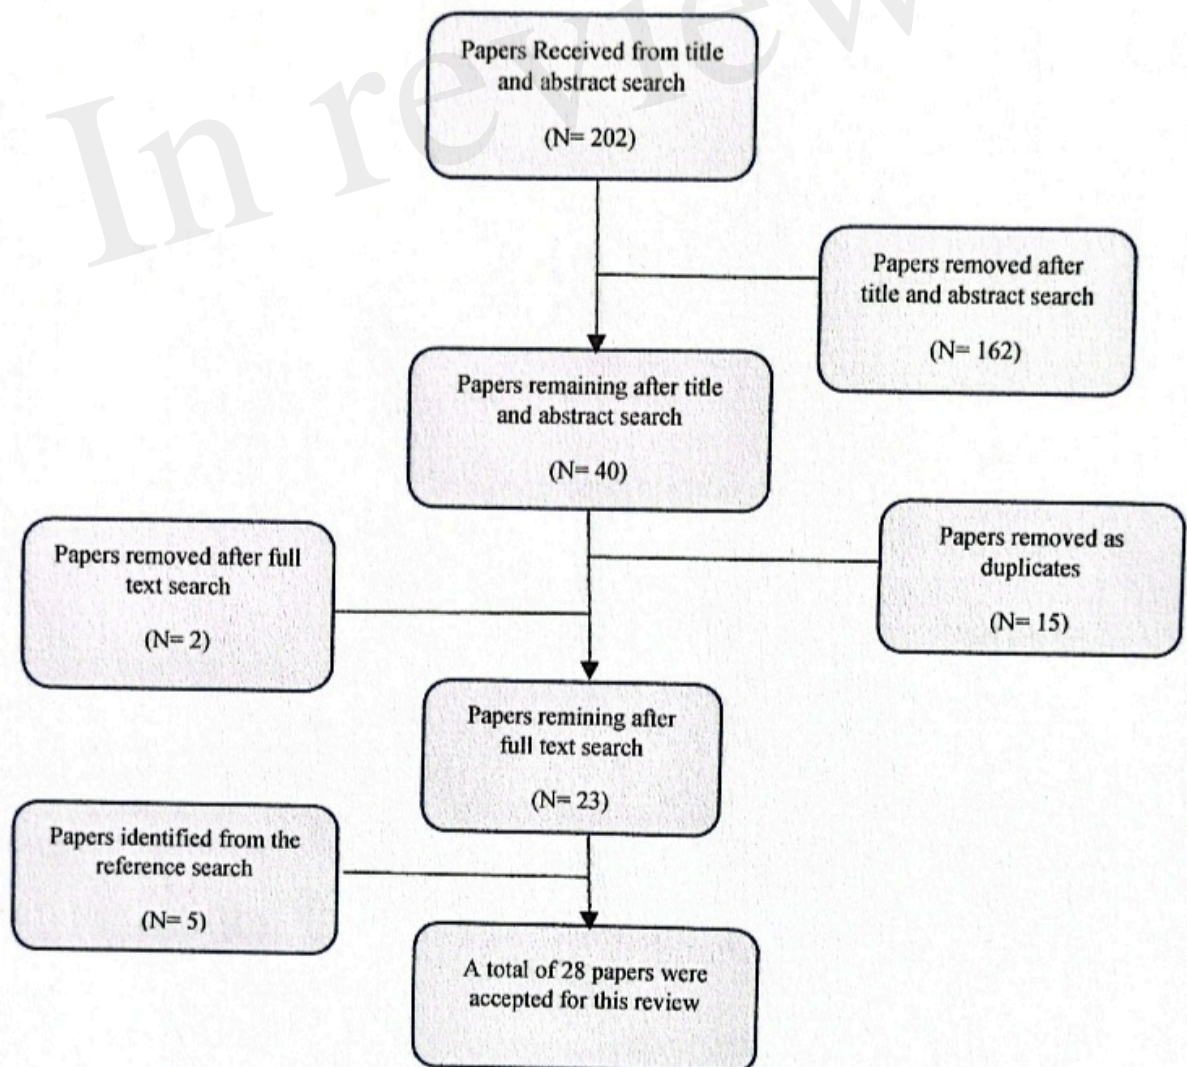 In review
Papers Received from title
and abstract search
(N= 202)
Papers removed after
title and abstract search
(N= 162)
Papers remaining after title
and abstract search
(N= 40)
Papers removed as
duplicates
(N= 15)
Papers removed after full
text search
(N= 2)
Papers remining after
full text search
(N= 23)
Papers identified from the
reference search
(N= 5)
A total of 28 papers were
accepted for this review